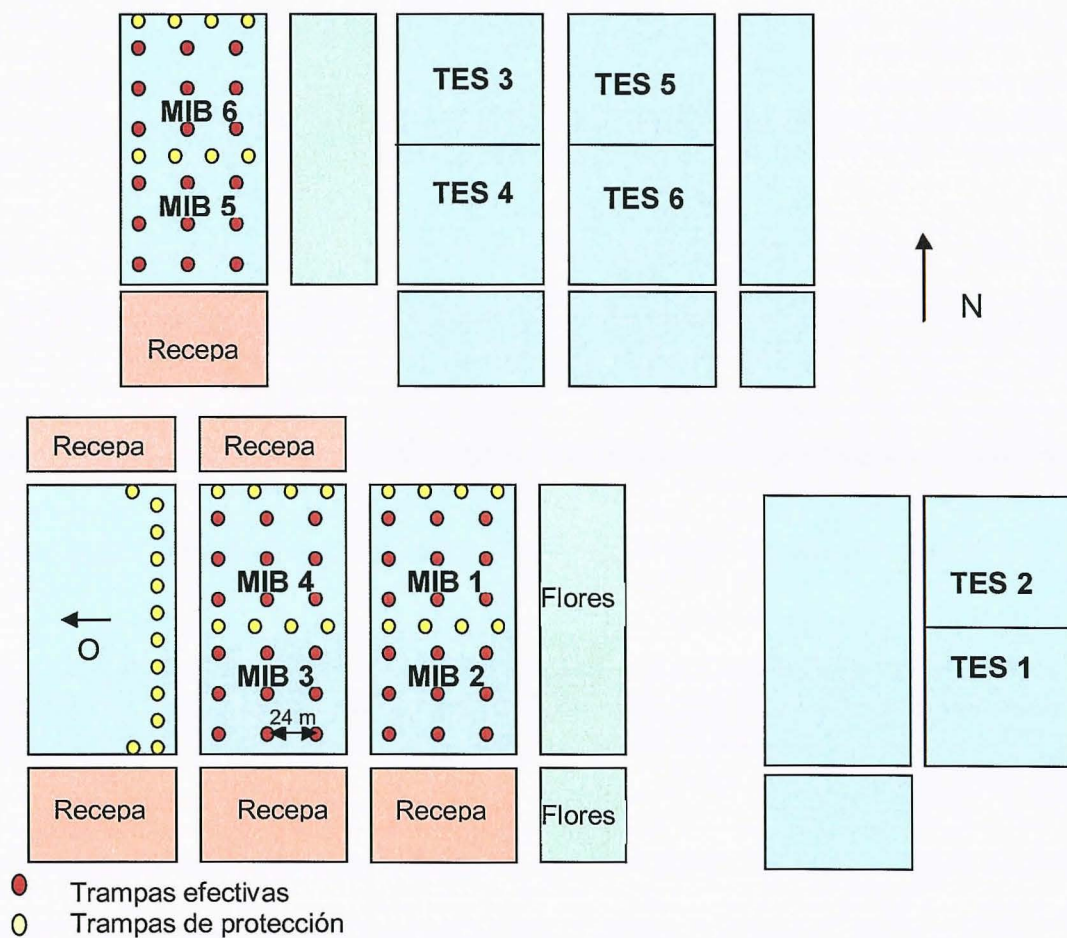 TES 3
TES 5
MIB 6
MIB 5
TES 4
TES 6
N
Recepa
Recepa
Recepa
MIB 4
MIB 1
Flores
TES 2
O
MIB 3
MIB 2
TES 1
24 m
Recepa
Recepa
Recepa
Flores
Trampas efectivas
Trampas de protección